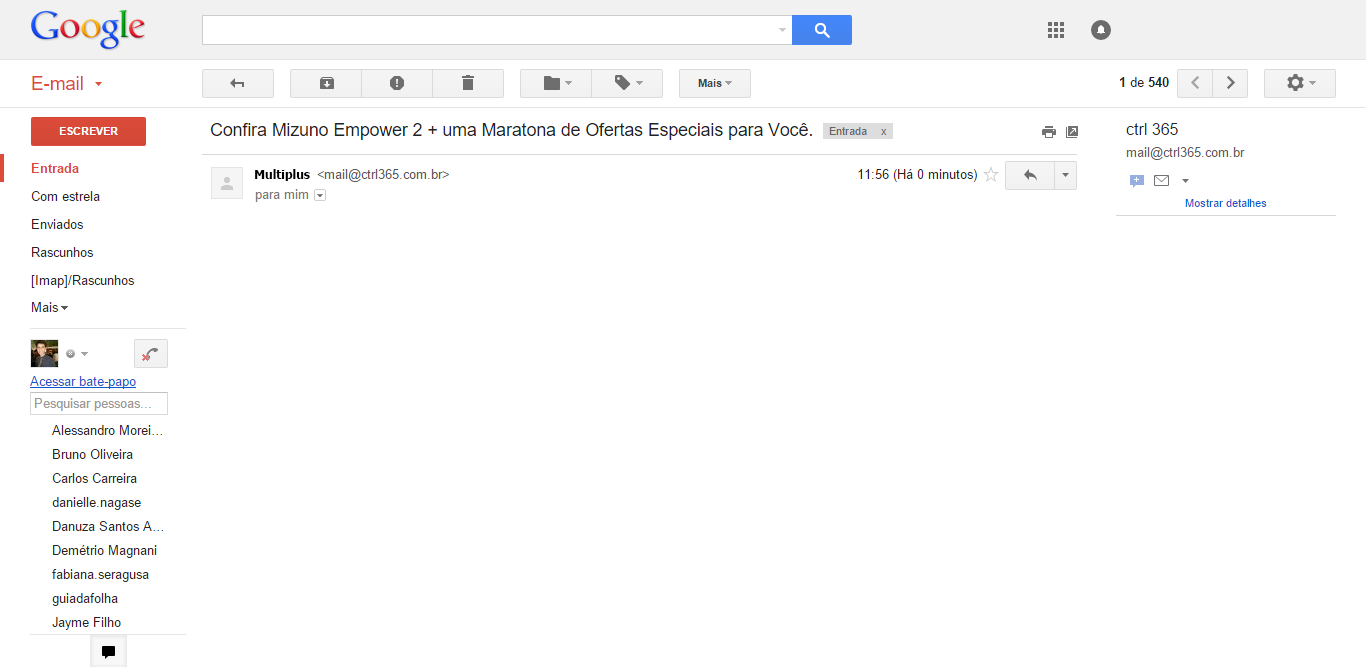 Google
E-mail
Mais
1 de 540
ESCREVER
Entrada
Com estrela
Enviados
Rascunhos
[Imap]/Rascunhos
Mais
Acessar bate-papo
Pesquisar pessoas...
Alessandro Morei...
Bruno Oliveira
Carlos Carreira
danielle.nagase
Danuza Santos A...
Demétrio Magnani
fabiana.seragusa
guiadafolha
Jayme Filho
Confira Mizuno Empower 2 + uma Maratona de Ofertas Especiais para Você. Entrada x
Multiplus <mail@ctrl365.com.br> 11:56 (Há 0 minutos)
para mim
ctrl 365
mail@ctrl365.com.br
Mostrar detalhes